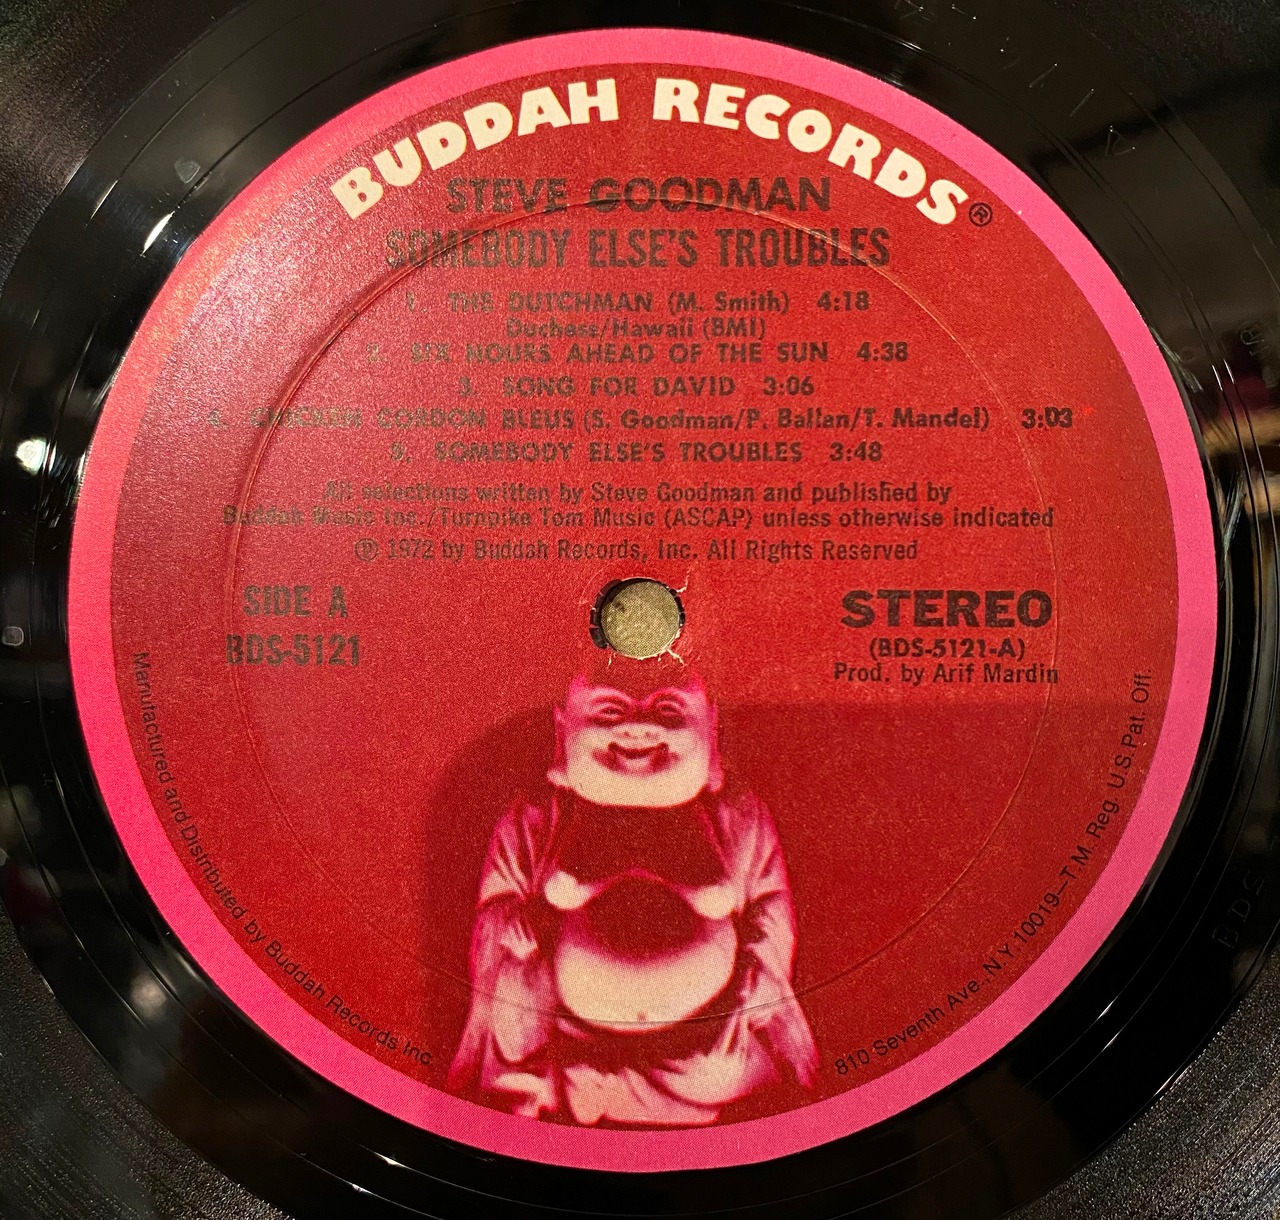 BUDDAH RECORDS®
STEVE GOODMAN
SOMEBODY ELSE'S TROUBLES
1. THE DUTCHMAN (M. Smith) 4:18
Duchess/Hawaii (BMI)
2. SIX HOURS AHEAD OF THE SUN 4:38
3. SONG FOR DAVID 3:06
4. CHICKEN CORDON BLEUS (S. Goodman/P. Ballan/T. Mandel) 3:03
5. SOMEBODY ELSE'S TROUBLES 3:48
All selections written by Steve Goodman and published by
Buddah Music Inc./Turnpike Tom Music (ASCAP) unless otherwise indicated
℗ 1972 by Buddah Records, Inc. All Rights Reserved
SIDE A
BDS-5121
STEREO
(BDS-5121-A)
Prod. by Arif Mardin
Manufactured and Distributed by Buddah Records Inc.
810 Seventh Ave., N.Y. 10019—T.M. Reg. U.S. Pat. Off.